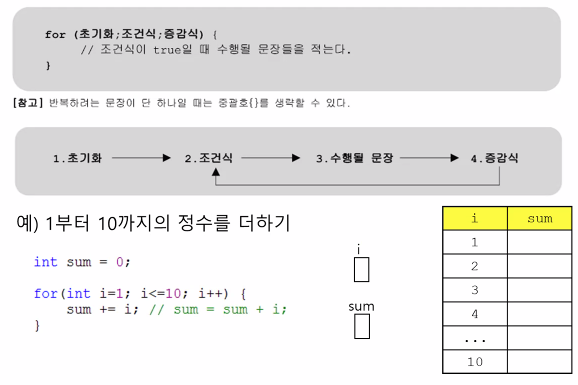 for (초기화;조건식;증감식) {
// 조건식이 true일 때 수행될 문장들을 적는다.
}
[참고] 반복하려는 문장이 단 하나일 때는 중괄호{}를 생략할 수 있다.
1.초기화 2.조건식 3.수행될 문장 4.증감식
예) 1부터 10까지의 정수를 더하기
int sum = 0;
for(int i=1; i<=10; i++) {
sum += i; // sum = sum + i;
}
i
sum
i sum
1
2
3
4
...
10